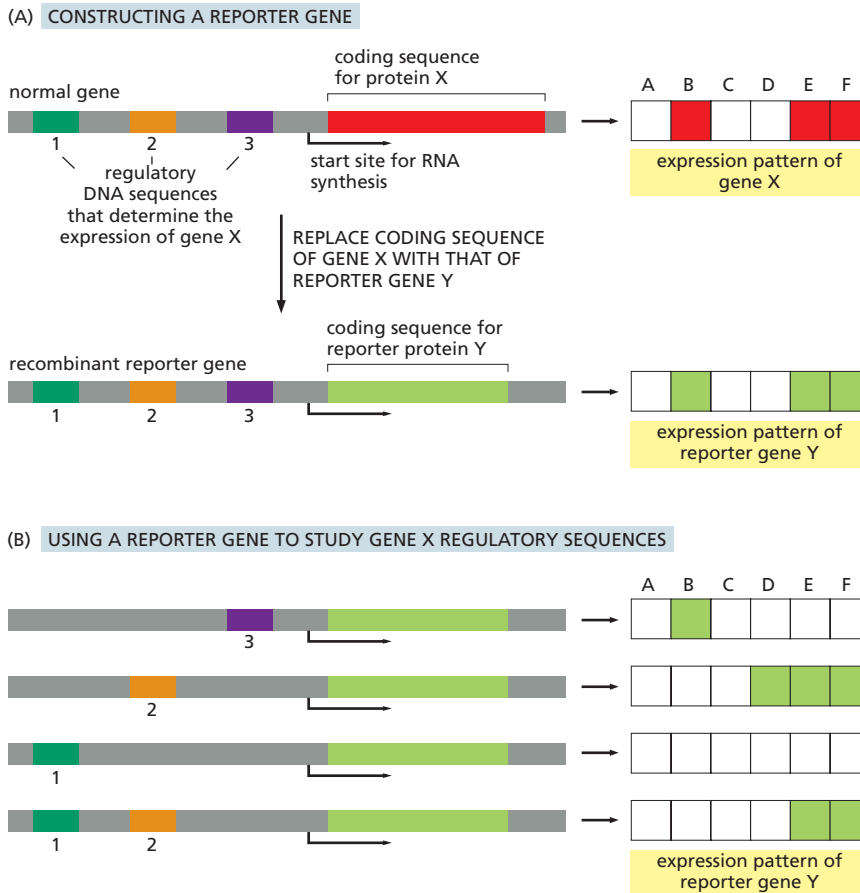 (A) CONSTRUCTING A REPORTER GENE
coding sequence
for protein X
normal gene
A B C D E F
1 2 3
regulatory
DNA sequences
that determine the
expression of gene X
start site for RNA
synthesis
expression pattern of
gene X
REPLACE CODING SEQUENCE
OF GENE X WITH THAT OF
REPORTER GENE Y
coding sequence for
reporter protein Y
recombinant reporter gene
1 2 3
expression pattern of
reporter gene Y
(B) USING A REPORTER GENE TO STUDY GENE X REGULATORY SEQUENCES
A B C D E F
3
2
1
1 2
expression pattern of
reporter gene Y